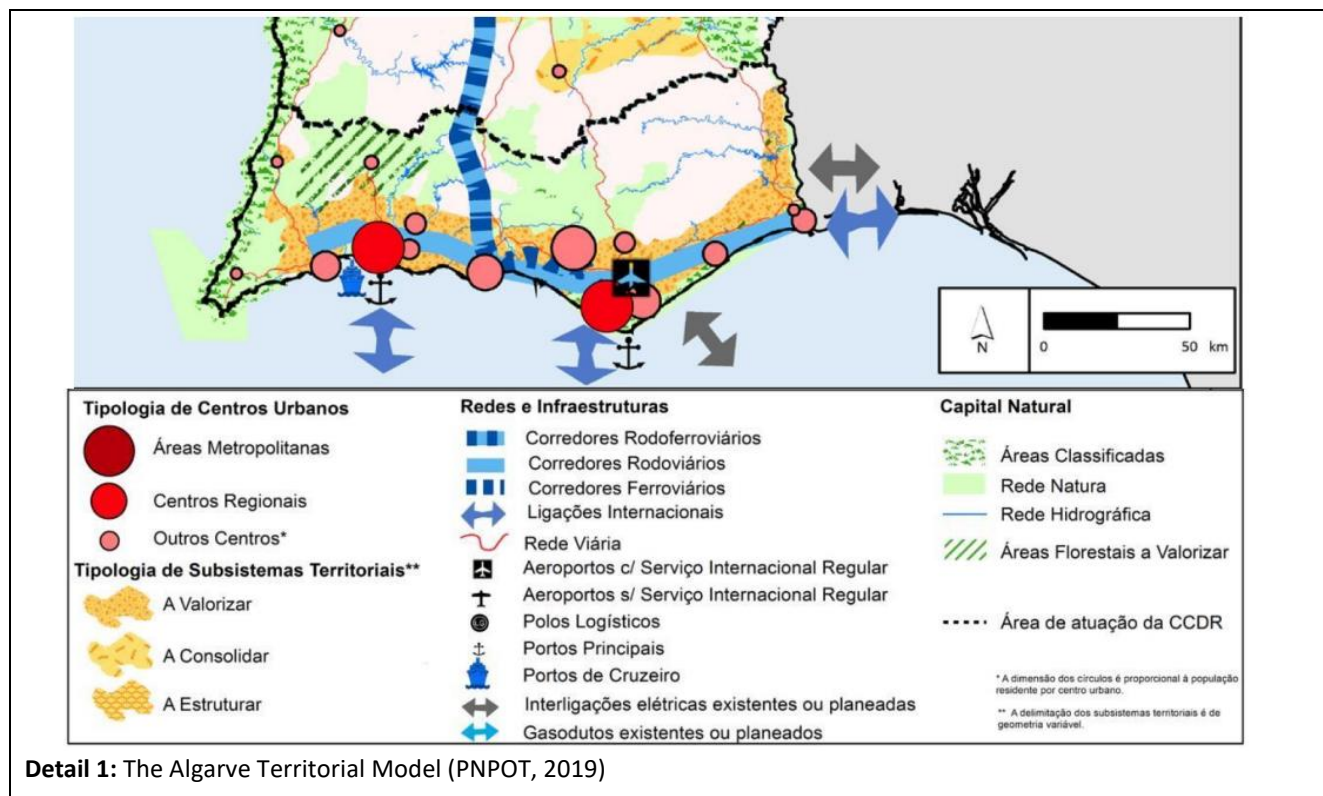 N
0
50 km
Tipologia de Centros Urbanos
Áreas Metropolitanas
Centros Regionais
Outros Centros*
Tipologia de Subsistemas Territoriais**
A Valorizar
A Consolidar
A Estruturar
Redes e Infraestruturas
Corredores Rodoferroviários
Corredores Rodoviários
Corredores Ferroviários
Ligações Internacionais
Rede Viária
Aeroportos c/ Serviço Internacional Regular
Aeroportos s/ Serviço Internacional Regular
Polos Logísticos
Portos Principais
Portos de Cruzeiro
Interligações elétricas existentes ou planeadas
Gasodutos existentes ou planeados
Capital Natural
Áreas Classificadas
Rede Natura
Rede Hidrográfica
Áreas Florestais a Valorizar
Área de atuação da CCDR
* A dimensão dos círculos é proporcional à população
residente por centro urbano.
** A delimitação dos subsistemas territoriais é de
geometria variável.
Detail 1: The Algarve Territorial Model (PNPOT, 2019)